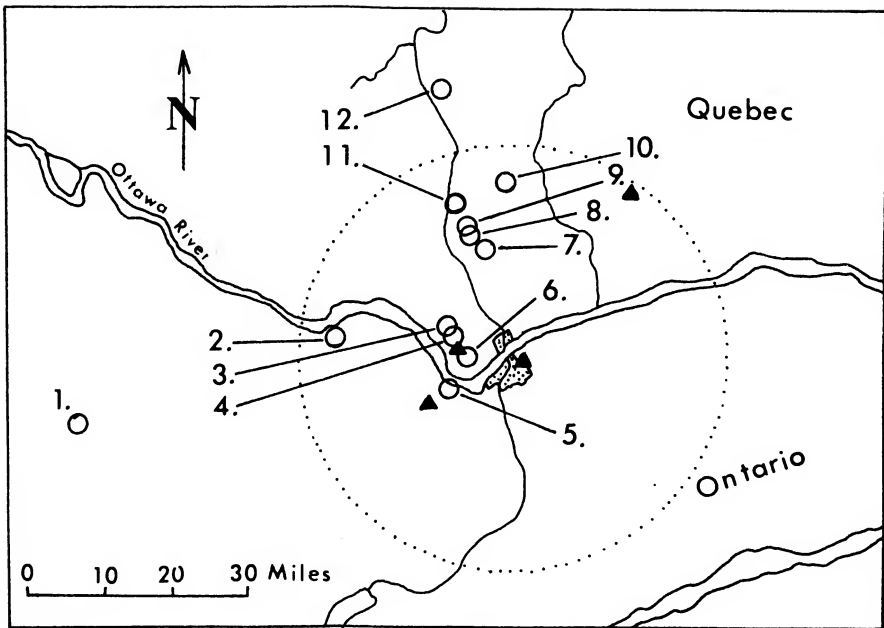 N
Quebec
12.
11.
10.
9.
8.
7.
Ottawa River
6.
2.
3.
4.
1.
5.
Ontario
0 10 20 30 Miles